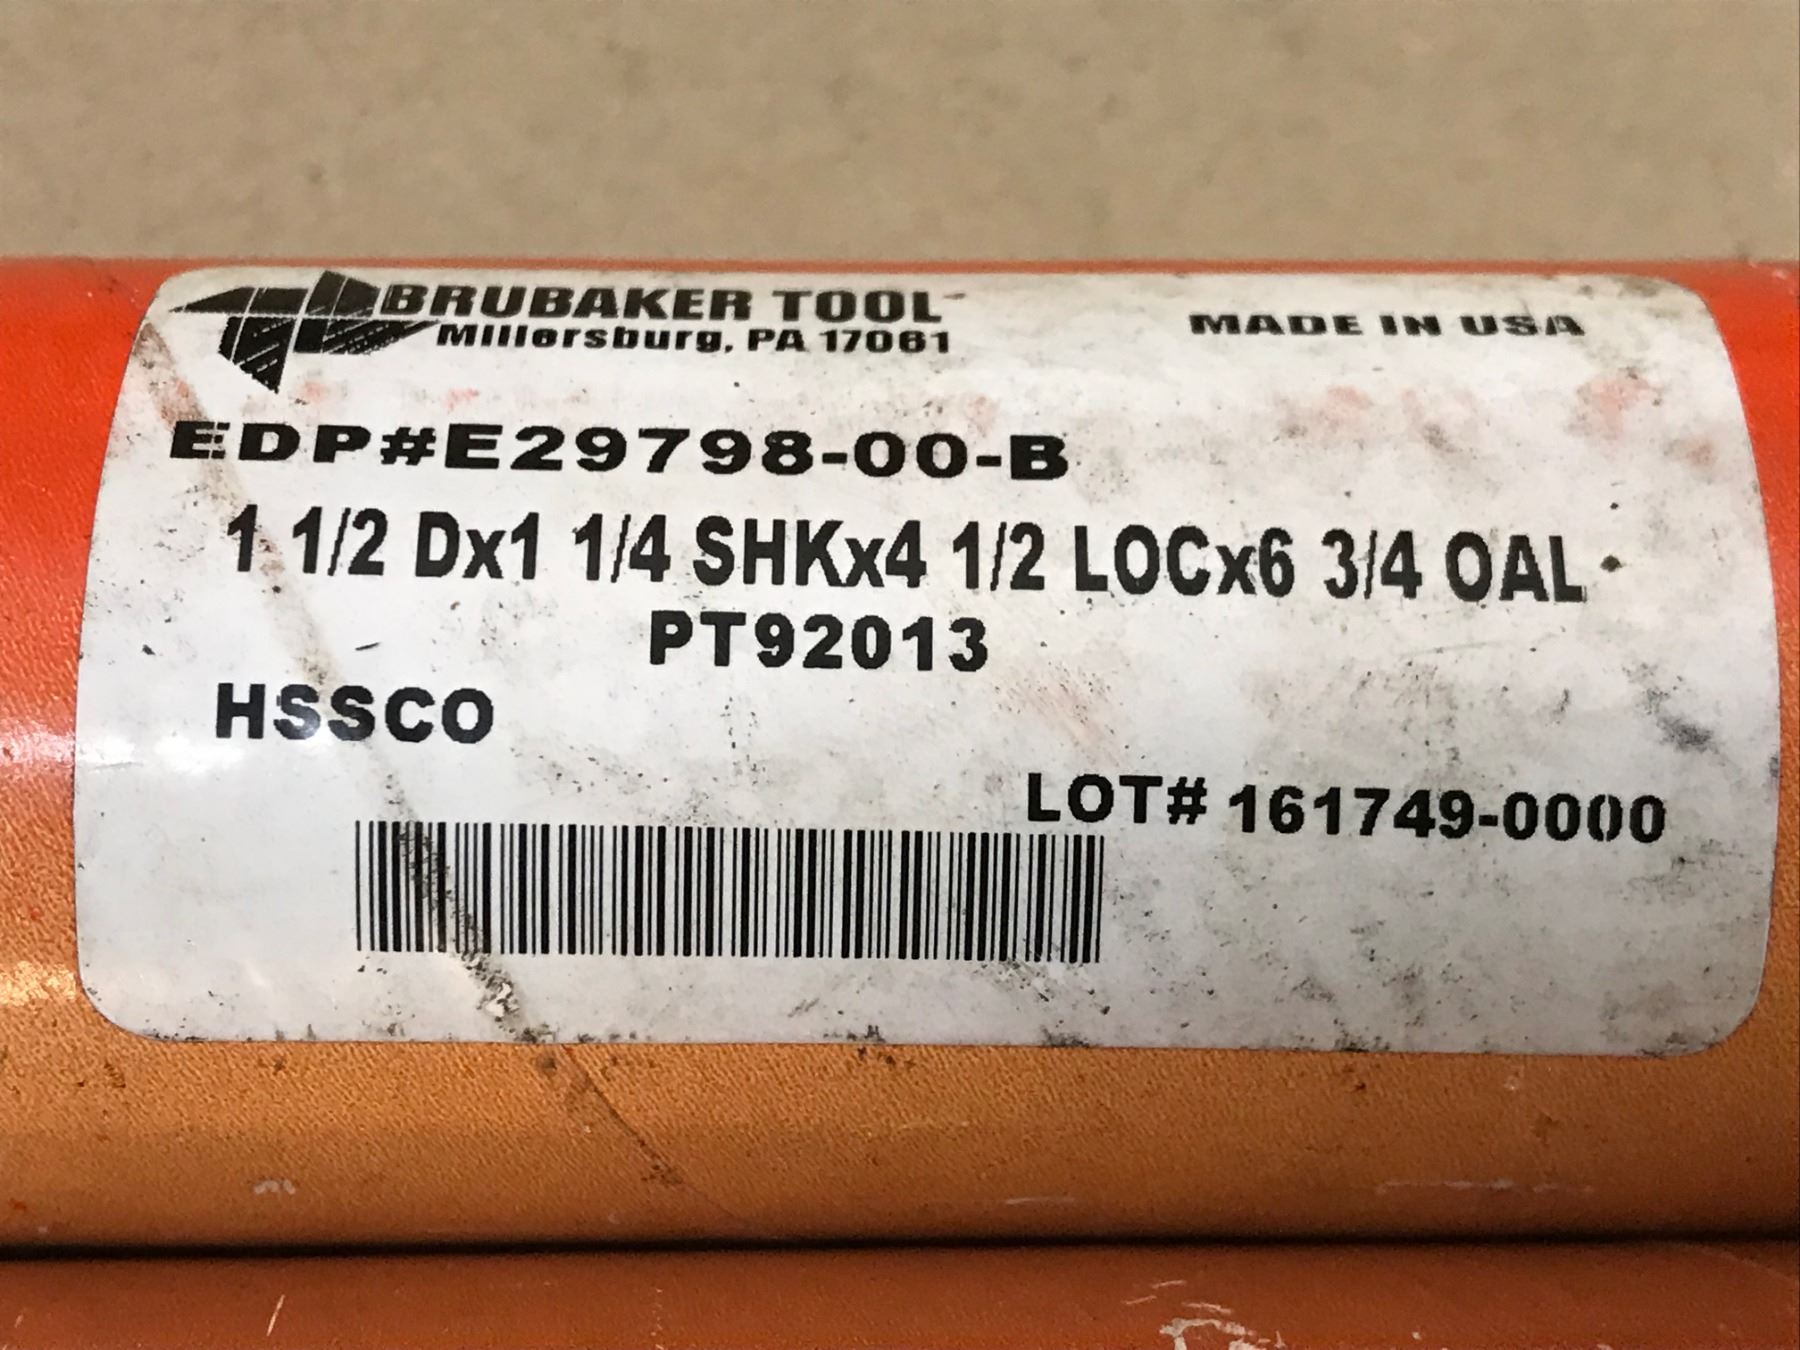 BRUBAKER TOOL
Millersburg, PA 17061
MADE IN USA
EDP#E29798-00-B
1 1/2 Dx1 1/4 SHKx4 1/2 LOCx6 3/4 OAL
PT92013
HSSCO
LOT# 161749-0000